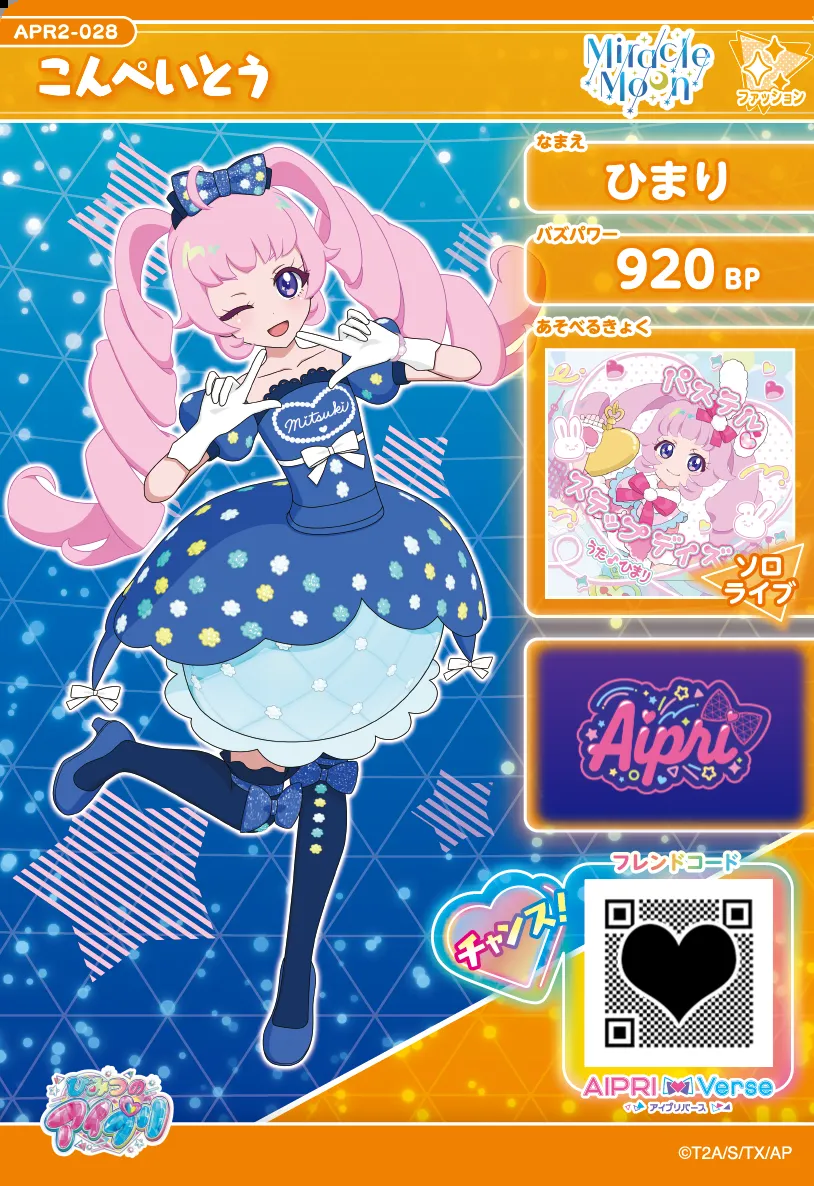 APR2-028
こんぺいとう
Miracle
Moon
ファッション
なまえ
ひまり
バズパワー
920 BP
あそべるきょく
パステル
ステップデイズ
うた♪ひまり
ソロ
ライブ
Mitsuki
Aipri
フレンドコード
チャンス!
AIPRI Verse
アイプリバース
ひみつの
アイプリ
©T2A/S/TX/AP